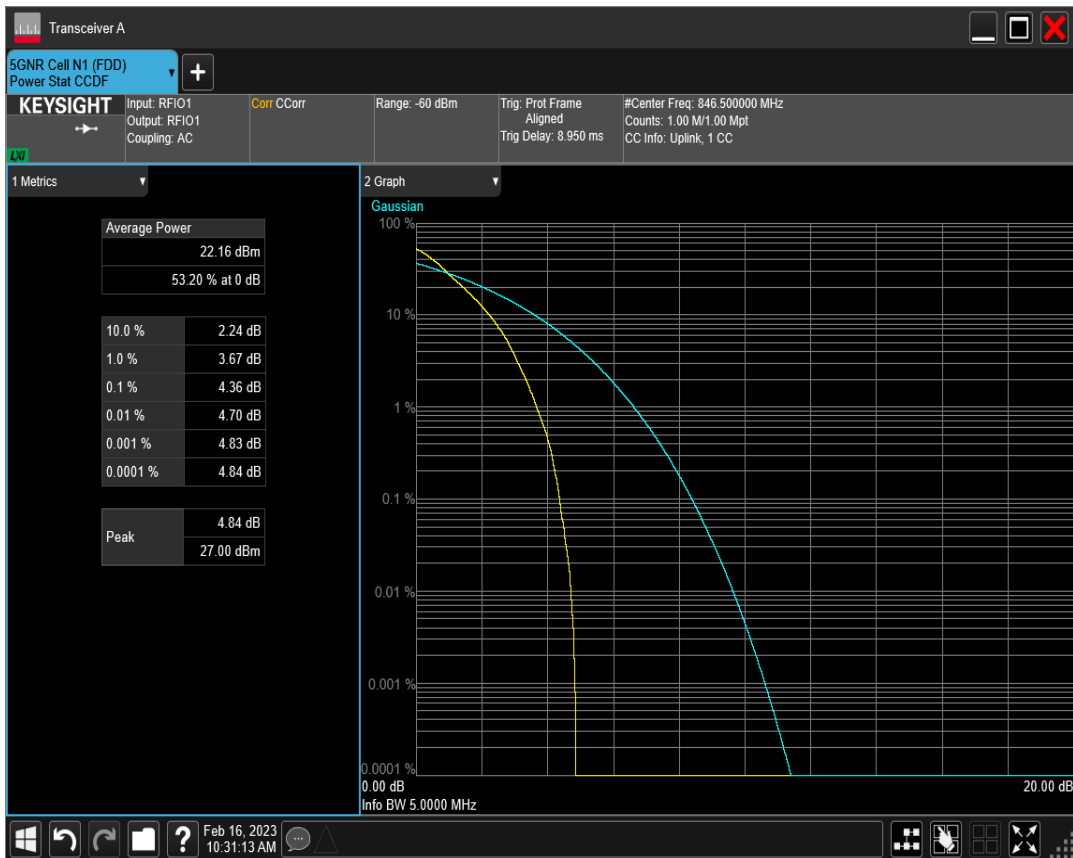 Transceiver A
5GNR Cell N1 (FDD)
Power Stat CCDF
+
KEYSIGHT
LXI
Input: RFIO1
Output: RFIO1
Coupling: AC
Corr CCorr
Range: -60 dBm
Trig: Prot Frame
Aligned
Trig Delay: 8.950 ms
#Center Freq: 846.500000 MHz
Counts: 1.00 M/1.00 Mpt
CC Info: Uplink, 1 CC
1 Metrics
Average Power
22.16 dBm
53.20 % at 0 dB
10.0 % 2.24 dB
1.0 % 3.67 dB
0.1 % 4.36 dB
0.01 % 4.70 dB
0.001 % 4.83 dB
0.0001 % 4.84 dB
Peak
4.84 dB
27.00 dBm
2 Graph
Gaussian
100 %
10 %
1 %
0.1 %
0.01 %
0.001 %
0.0001 %
0.00 dB 20.00 dB
Info BW 5.0000 MHz
?
Feb 16, 2023
10:31:13 AM